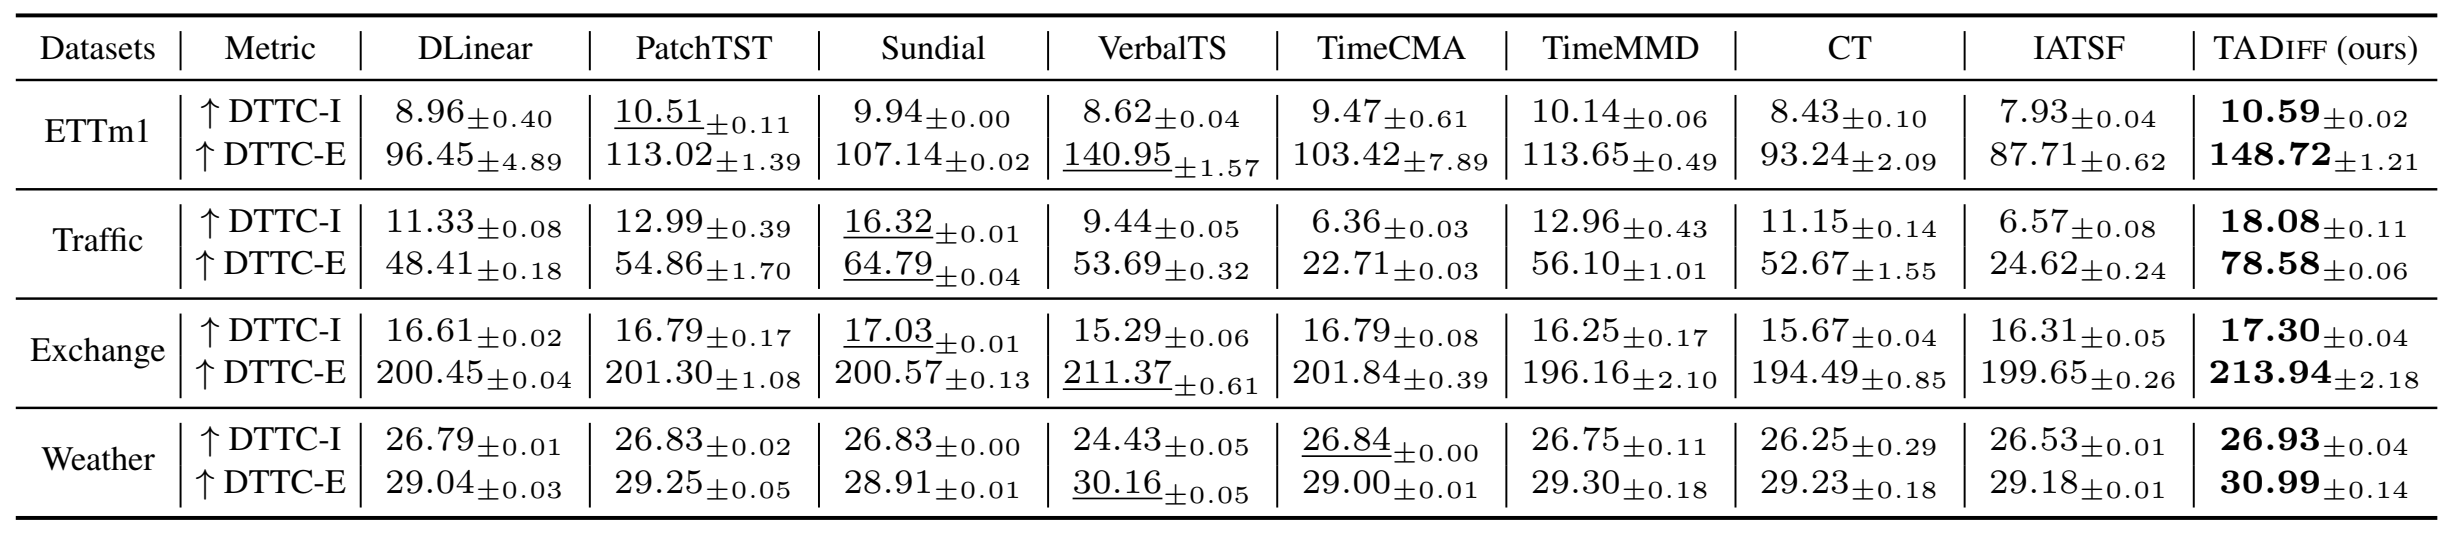 Datasets Metric DLinear PatchTST Sundial VerbalTS TimeCMA TimeMMD CT IATSF TADIFF (ours)
ETTm1 ↑ DTTC-I 8.96±0.40 10.51±0.11 9.94±0.00 8.62±0.04 9.47±0.61 10.14±0.06 8.43±0.10 7.93±0.04 10.59±0.02
↑ DTTC-E 96.45±4.89 113.02±1.39 107.14±0.02 140.95±1.57 103.42±7.89 113.65±0.49 93.24±2.09 87.71±0.62 148.72±1.21
Traffic ↑ DTTC-I 11.33±0.08 12.99±0.39 16.32±0.01 9.44±0.05 6.36±0.03 12.96±0.43 11.15±0.14 6.57±0.08 18.08±0.11
↑ DTTC-E 48.41±0.18 54.86±1.70 64.79±0.04 53.69±0.32 22.71±0.03 56.10±1.01 52.67±1.55 24.62±0.24 78.58±0.06
Exchange ↑ DTTC-I 16.61±0.02 16.79±0.17 17.03±0.01 15.29±0.06 16.79±0.08 16.25±0.17 15.67±0.04 16.31±0.05 17.30±0.04
↑ DTTC-E 200.45±0.04 201.30±1.08 200.57±0.13 211.37±0.61 201.84±0.39 196.16±2.10 194.49±0.85 199.65±0.26 213.94±2.18
Weather ↑ DTTC-I 26.79±0.01 26.83±0.02 26.83±0.00 24.43±0.05 26.84±0.00 26.75±0.11 26.25±0.29 26.53±0.01 26.93±0.04
↑ DTTC-E 29.04±0.03 29.25±0.05 28.91±0.01 30.16±0.05 29.00±0.01 29.30±0.18 29.23±0.18 29.18±0.01 30.99±0.14